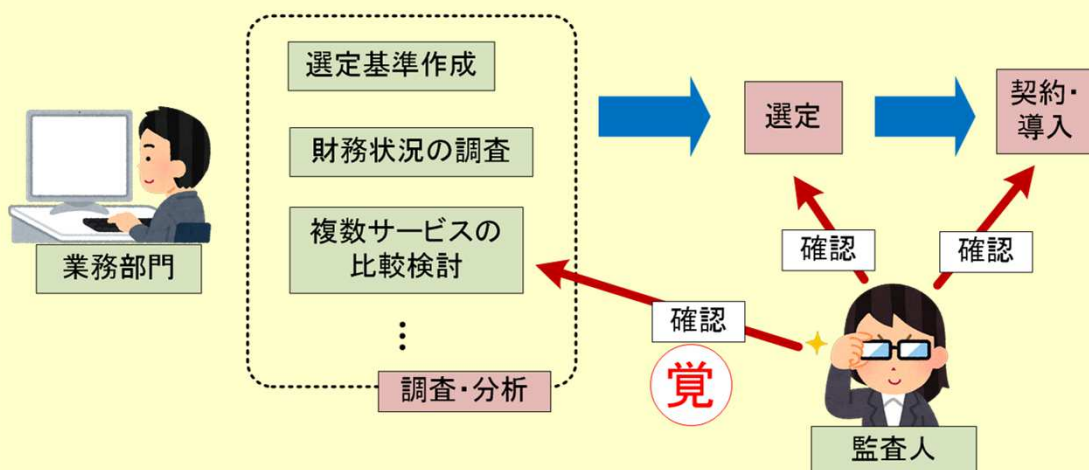 選定基準作成
財務状況の調査
複数サービスの
比較検討
⋮
調査・分析
業務部門
選定
契約・
導入
確認
確認
確認
覚
監査人